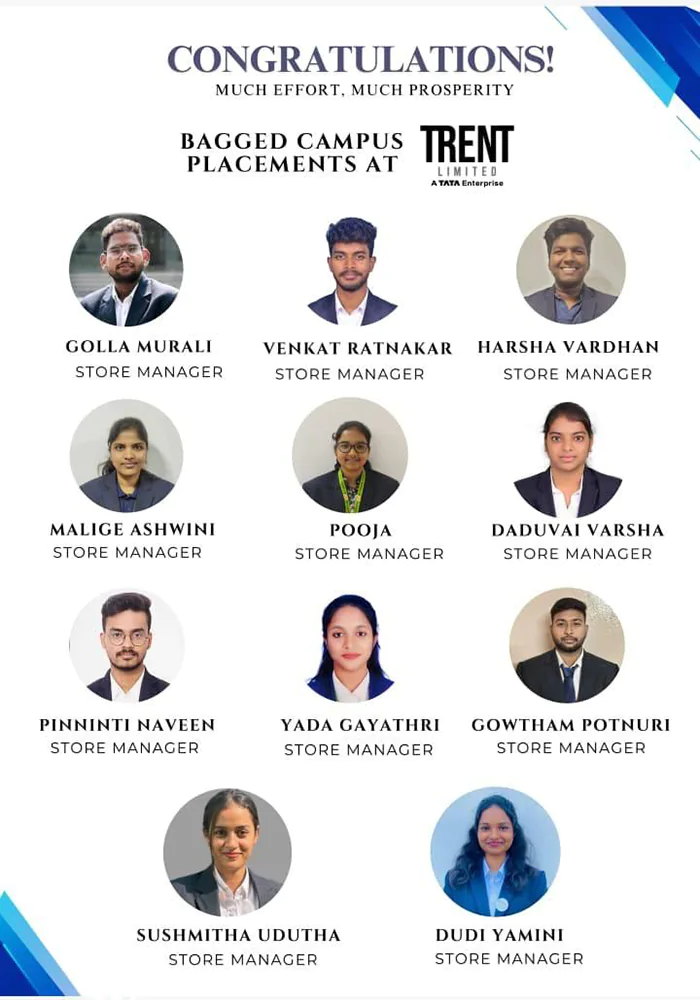 CONGRATULATIONS!
MUCH EFFORT, MUCH PROSPERITY
BAGGED CAMPUS
PLACEMENTS AT
TRENT
LIMITED
A TATA Enterprise
GOLLA MURALI
STORE MANAGER
VENKAT RATNAKAR
STORE MANAGER
HARSHA VARDHAN
STORE MANAGER
MALIGE ASHWINI
STORE MANAGER
POOJA
STORE MANAGER
DADUVAI VARSHA
STORE MANAGER
PINNINTI NAVEEN
STORE MANAGER
YADA GAYATHRI
STORE MANAGER
GOWTHAM POTNURI
STORE MANAGER
SUSHMITHA UDUTHA
STORE MANAGER
DUDI YAMINI
STORE MANAGER